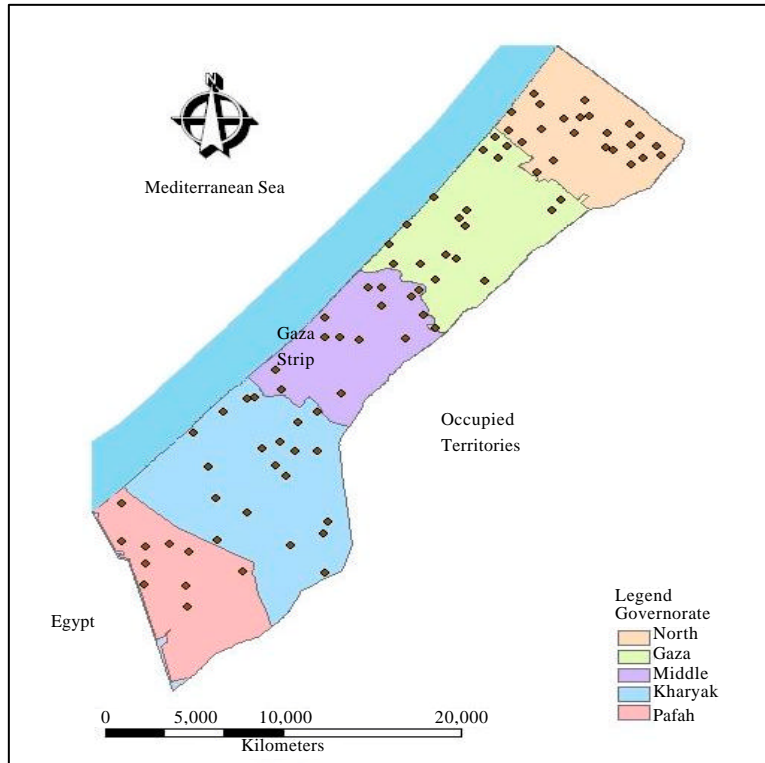 N
Mediterranean Sea
Gaza
Strip
Occupied
Territories
Egypt
Legend
Governorate
North
Gaza
Middle
Kharyak
Pafah
0 5,000 10,000 20,000
Kilometers